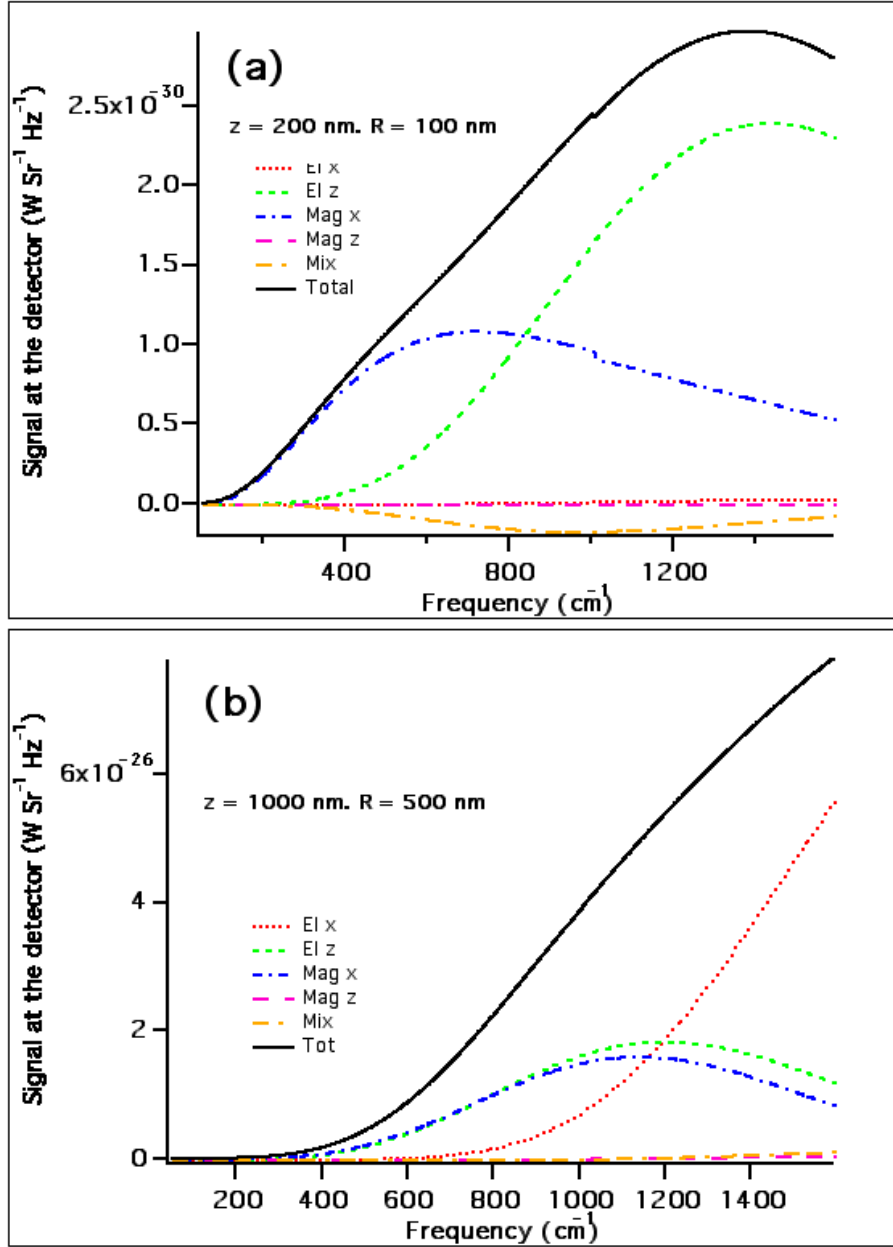 (a)
z = 200 nm. R = 100 nm
El x
El z
Mag x
Mag z
Mix
Total
Signal at the detector (W Sr⁻¹ Hz⁻¹)
2.5x10⁻³⁰
2.0
1.5
1.0
0.5
0.0
400 800 1200
Frequency (cm⁻¹)
(b)
z = 1000 nm. R = 500 nm
El x
El z
Mag x
Mag z
Mix
Tot
Signal at the detector (W Sr⁻¹ Hz⁻¹)
6x10⁻²⁶
4
2
0
200 400 600 800 1000 1200 1400
Frequency (cm⁻¹)